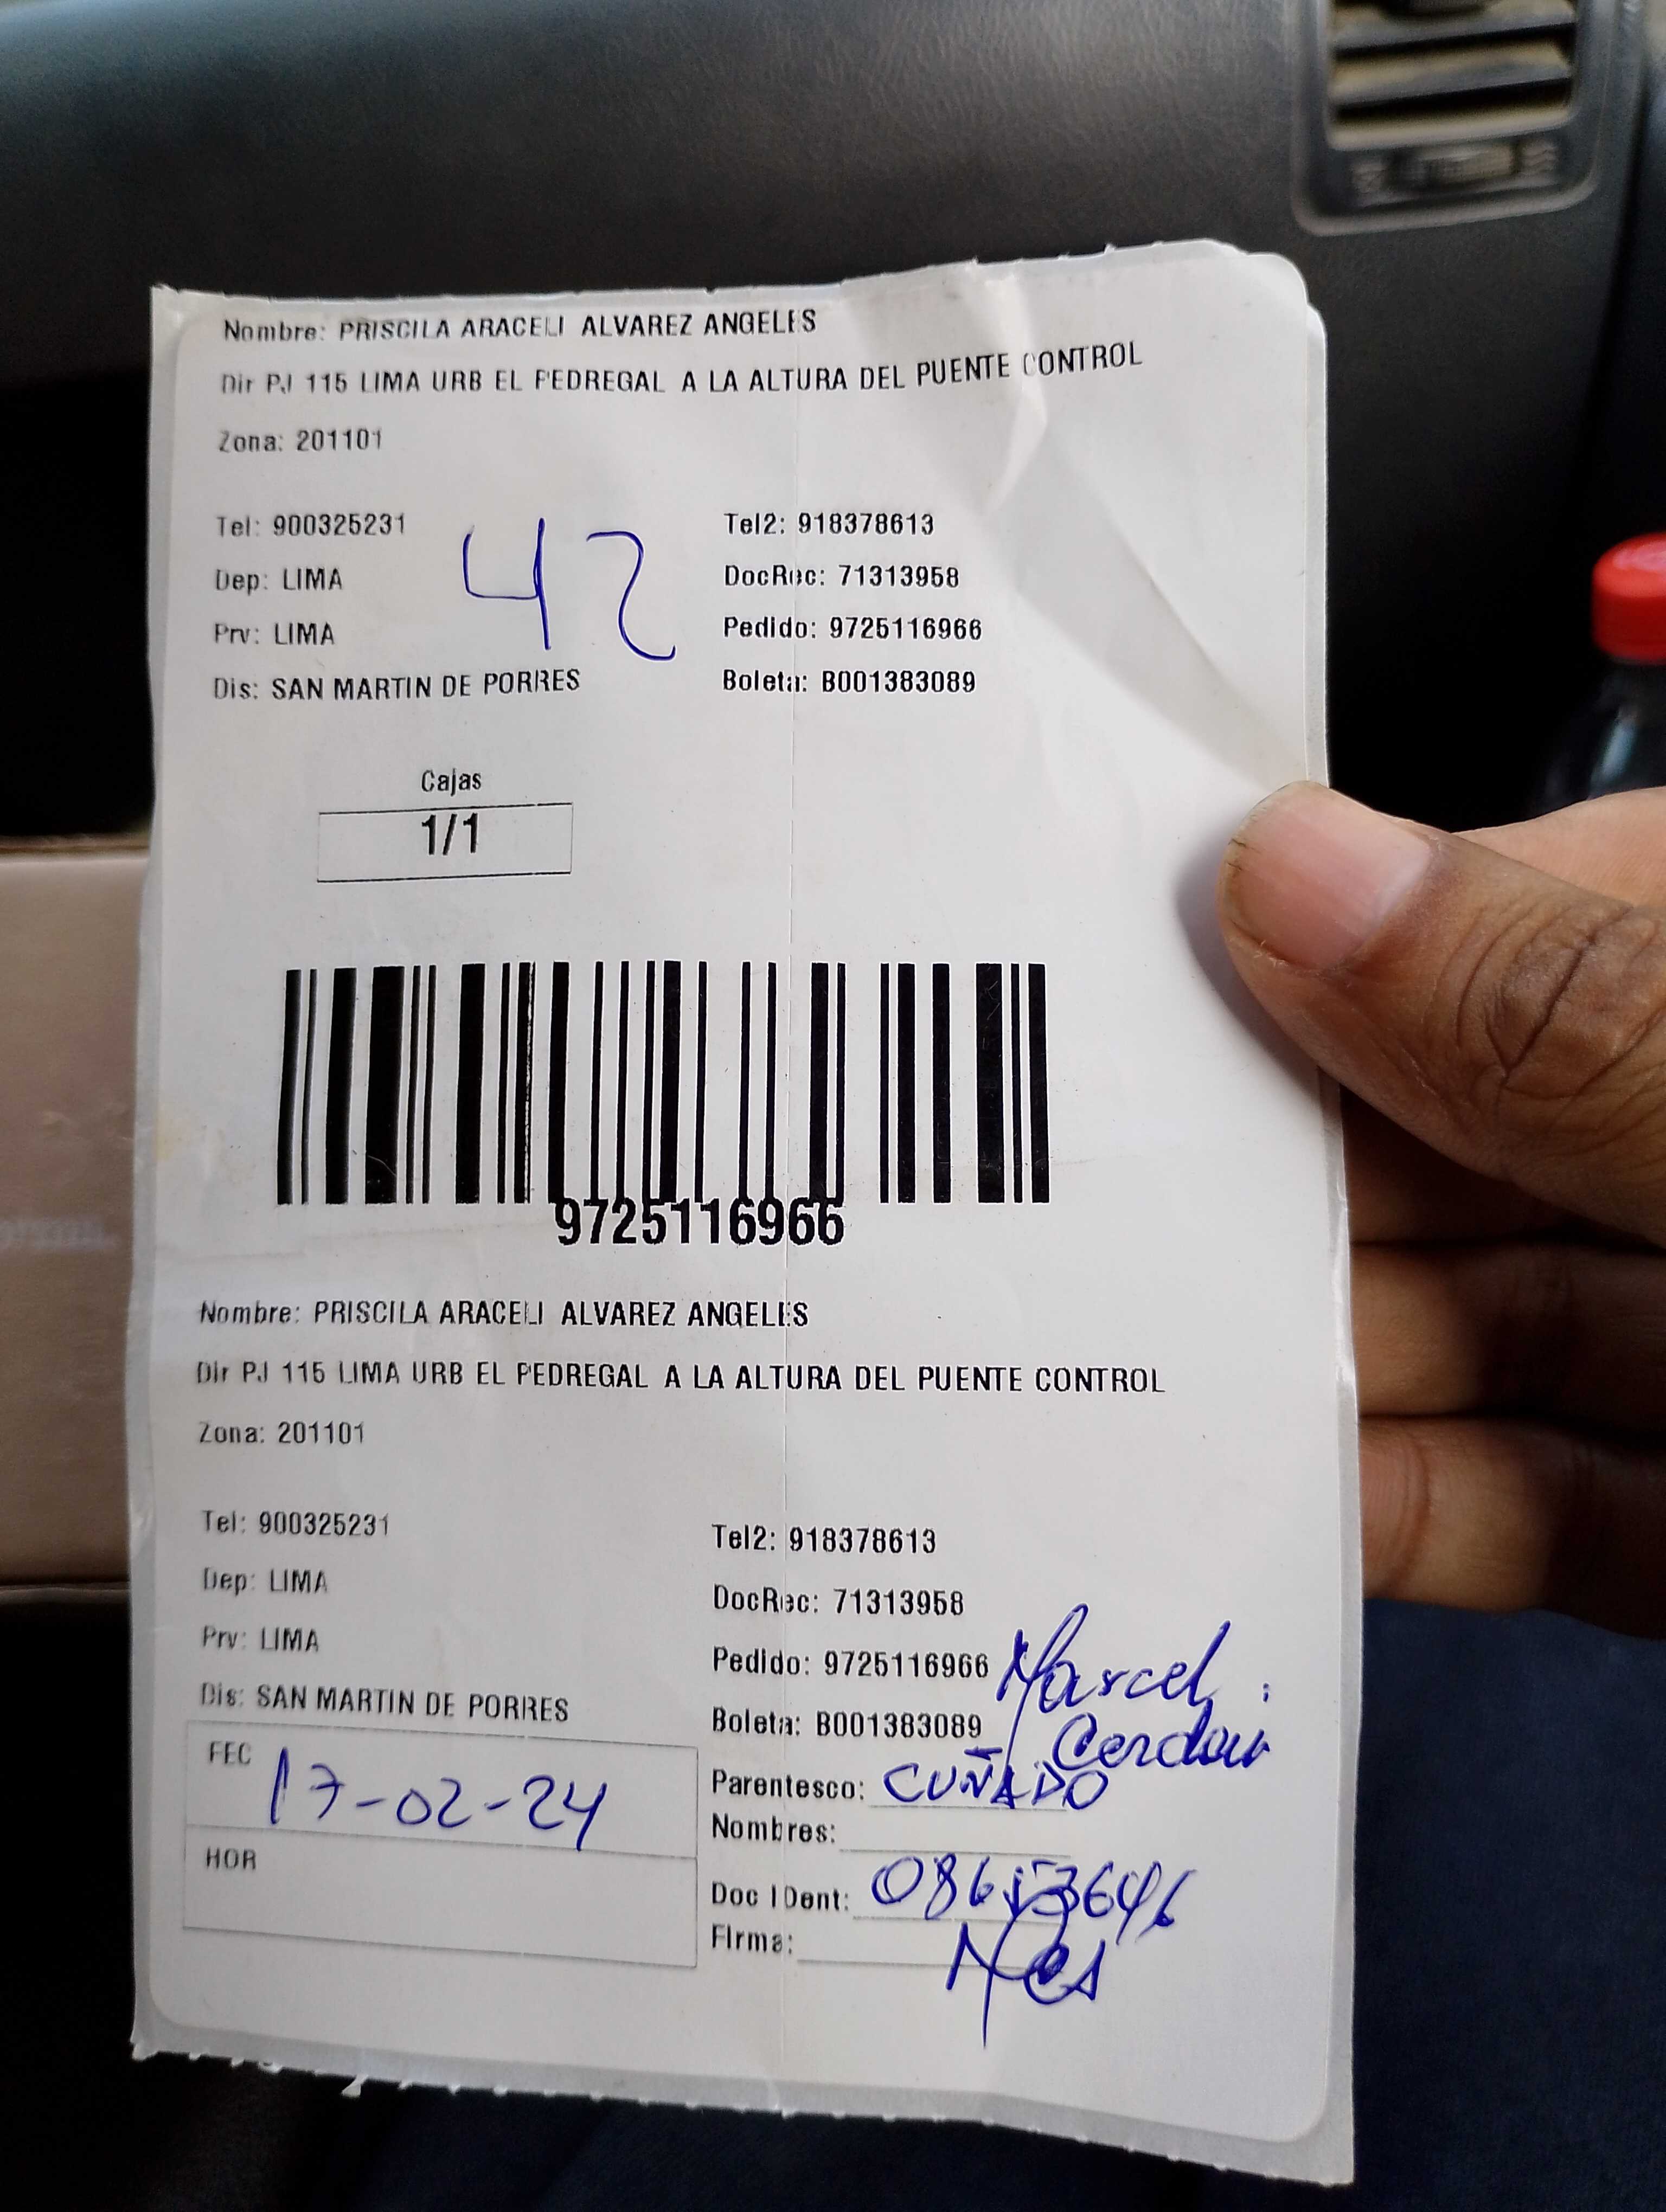 Nombre: PRISCILA ARACELI ALVAREZ ANGELES
Dir PJ 115 LIMA URB EL PEDREGAL A LA ALTURA DEL PUENTE CONTROL
Zona: 201101
Tel: 900325231 Tel2: 918378613
42
Dep: LIMA DocRec: 71313958
Prv: LIMA Pedido: 9725116966
Dis: SAN MARTIN DE PORRES Boleta: B001383089
Cajas
1/1
9725116966
Nombre: PRISCILA ARACELI ALVAREZ ANGELES
Dir PJ 115 LIMA URB EL PEDREGAL A LA ALTURA DEL PUENTE CONTROL
Zona: 201101
Tel: 900325231 Tel2: 918378613
Dep: LIMA DocRec: 71313958
Prv: LIMA Pedido: 9725116966 Marcel
Dis: SAN MARTIN DE PORRES Boleta: B001383089 Cerdan
FEC 17-02-24 Parentesco: CUÑADO
Nombres:
HOR Doc IDent:
Firma: